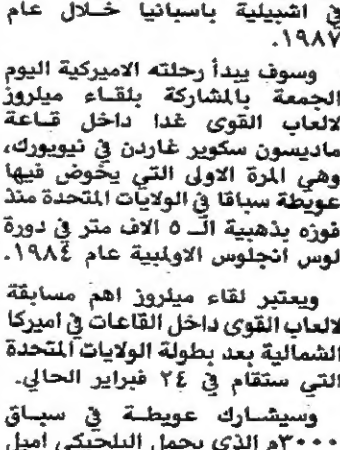 في اشبيلية باسبانيا خلال عام
١٩٨٧.
وسوف يبدأ رحلته الاميركية اليوم
الجمعة بالمشاركة بلقاء ميلروز
لالعاب القوى غدا داخل قاعة
ماديسون سكوير غاردن في نيويورك،
وهي المرة الاولى التي يخوض فيها
عويطة سباقا في الولايات المتحدة منذ
فوزه بذهبية الـ ٥ الاف متر في دورة
لوس انجلوس الاولمبية عام ١٩٨٤.
ويعتبر لقاء ميلروز اهم مسابقة
لالعاب القوى داخل القاعات في اميركا
الشمالية بعد بطولة الولايات المتحدة
التي ستقام في ٢٤ فبراير الحالي.
وسيشارك عويطة في سباق
٣٠٠٠م الذي يحمل البلجيكي اميل